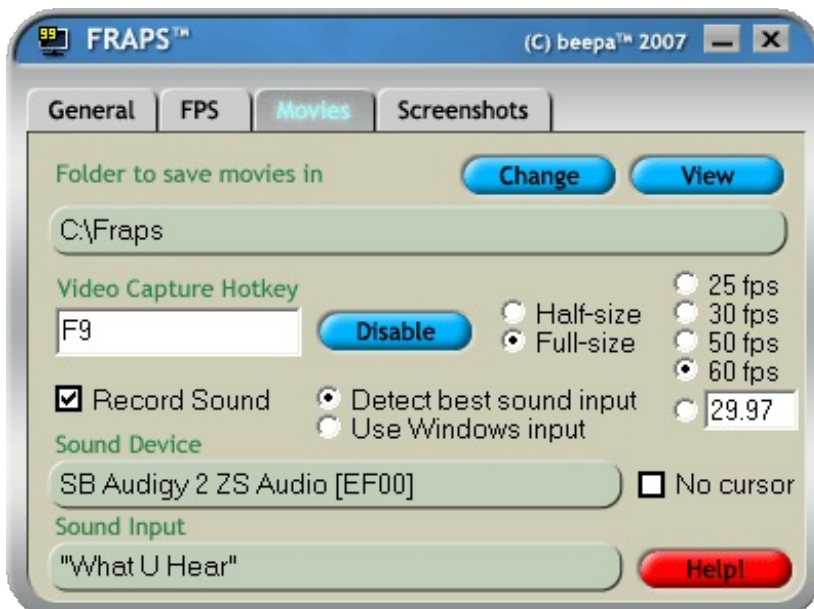 99 FRAPS™ (C) beepa™ 2007
General FPS Movies Screenshots
Folder to save movies in Change View
C:\Fraps
Video Capture Hotkey
F9 Disable
Half-size
Full-size
25 fps
30 fps
50 fps
60 fps
29.97
Record Sound
Detect best sound input
Use Windows input
Sound Device
SB Audigy 2 ZS Audio [EF00] No cursor
Sound Input
"What U Hear" Help!